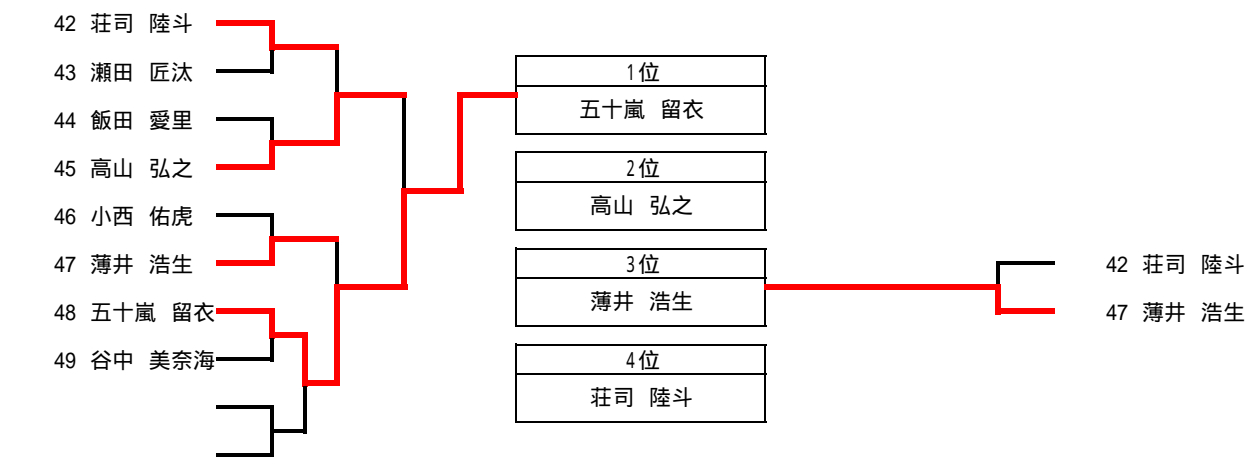 42 荘司 陸斗
43 瀬田 匠汰
44 飯田 愛里
45 高山 弘之
46 小西 佑虎
47 薄井 浩生
48 五十嵐 留衣
49 谷中 美奈海
1位
五十嵐 留衣
2位
高山 弘之
3位
薄井 浩生
4位
荘司 陸斗
42 荘司 陸斗
47 薄井 浩生